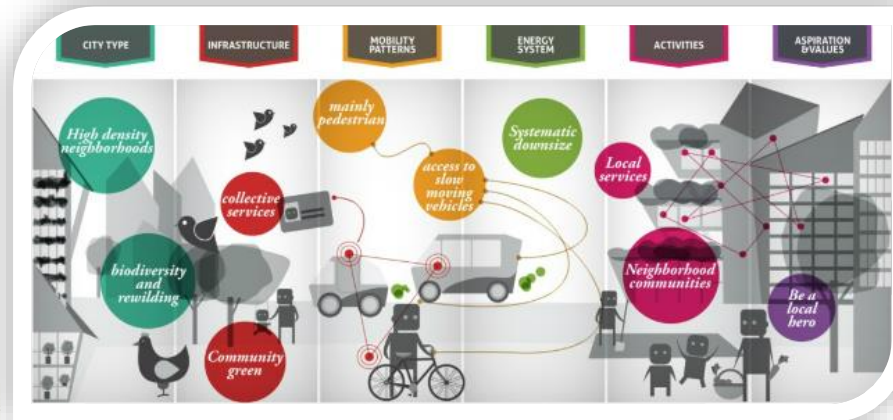 CITY TYPE
INFRASTRUCTURE
MOBILITY
PATTERNS
ENERGY
SYSTEM
ACTIVITIES
ASPIRATION
&VALUES
High density
neighborhoods
biodiversity
and
rewilding
collective
services
Community
green
mainly
pedestrian
access to
slow
moving
vehicles
Systematic
downsize
Local
services
Neighborhood
communities
Be a
local
hero